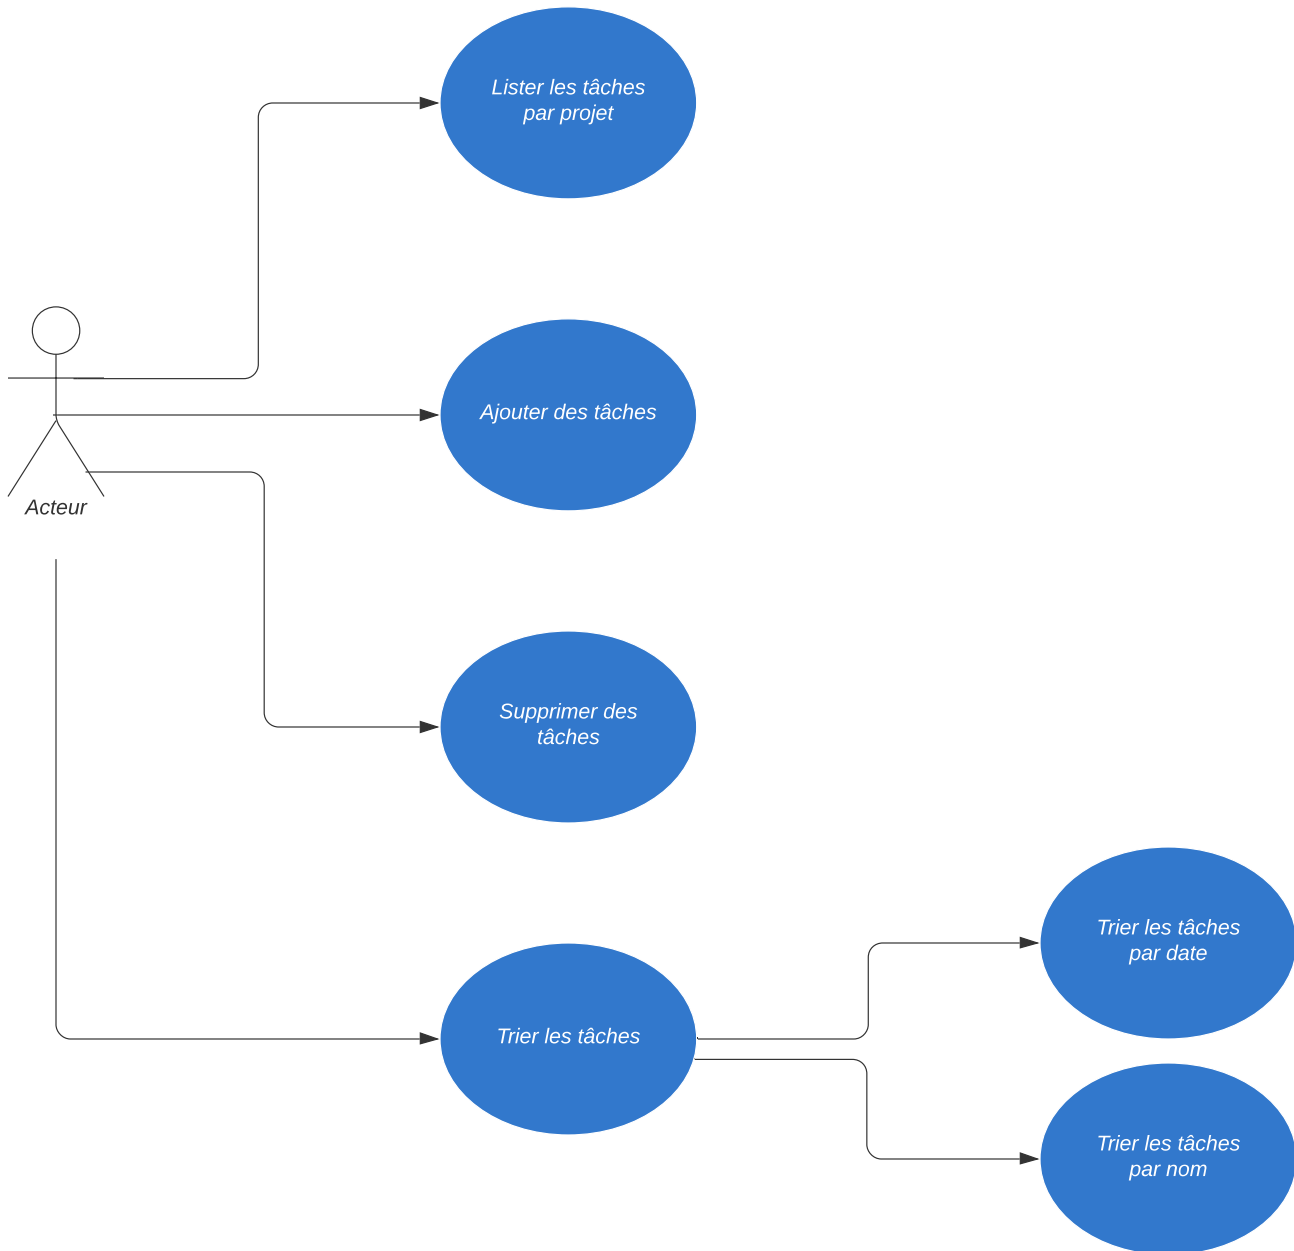 Lister les tâches
par projet
Ajouter des tâches
Acteur
Supprimer des
tâches
Trier les tâches
par date
Trier les tâches
Trier les tâches
par nom